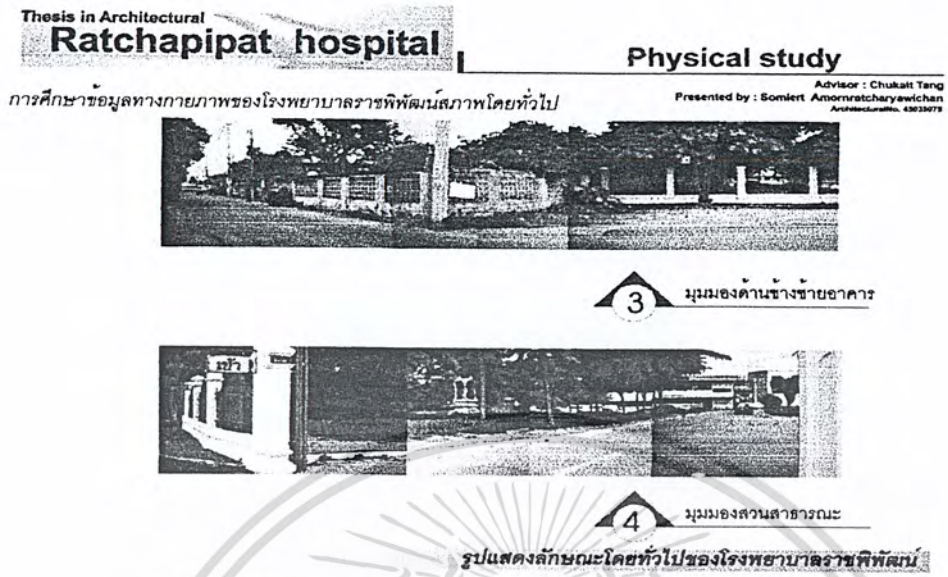 Thesis in Architectural
Ratchapipat hospital
Physical study
Advisor : Chukait Tang
Presented by : Somlert Amornratcharyawichan
ArchitecturalNo. 45035075
การศึกษาข้อมูลทางกายภาพของโรงพยาบาลราชพิพัฒน์สภาพโดยทั่วไป
3 มุมมองด้านข้างซ้ายอาคาร
เข้า
4 มุมมองสวนสาธารณะ
รูปแสดงลักษณะโดยทั่วไปของโรงพยาบาลราชพิพัฒน์